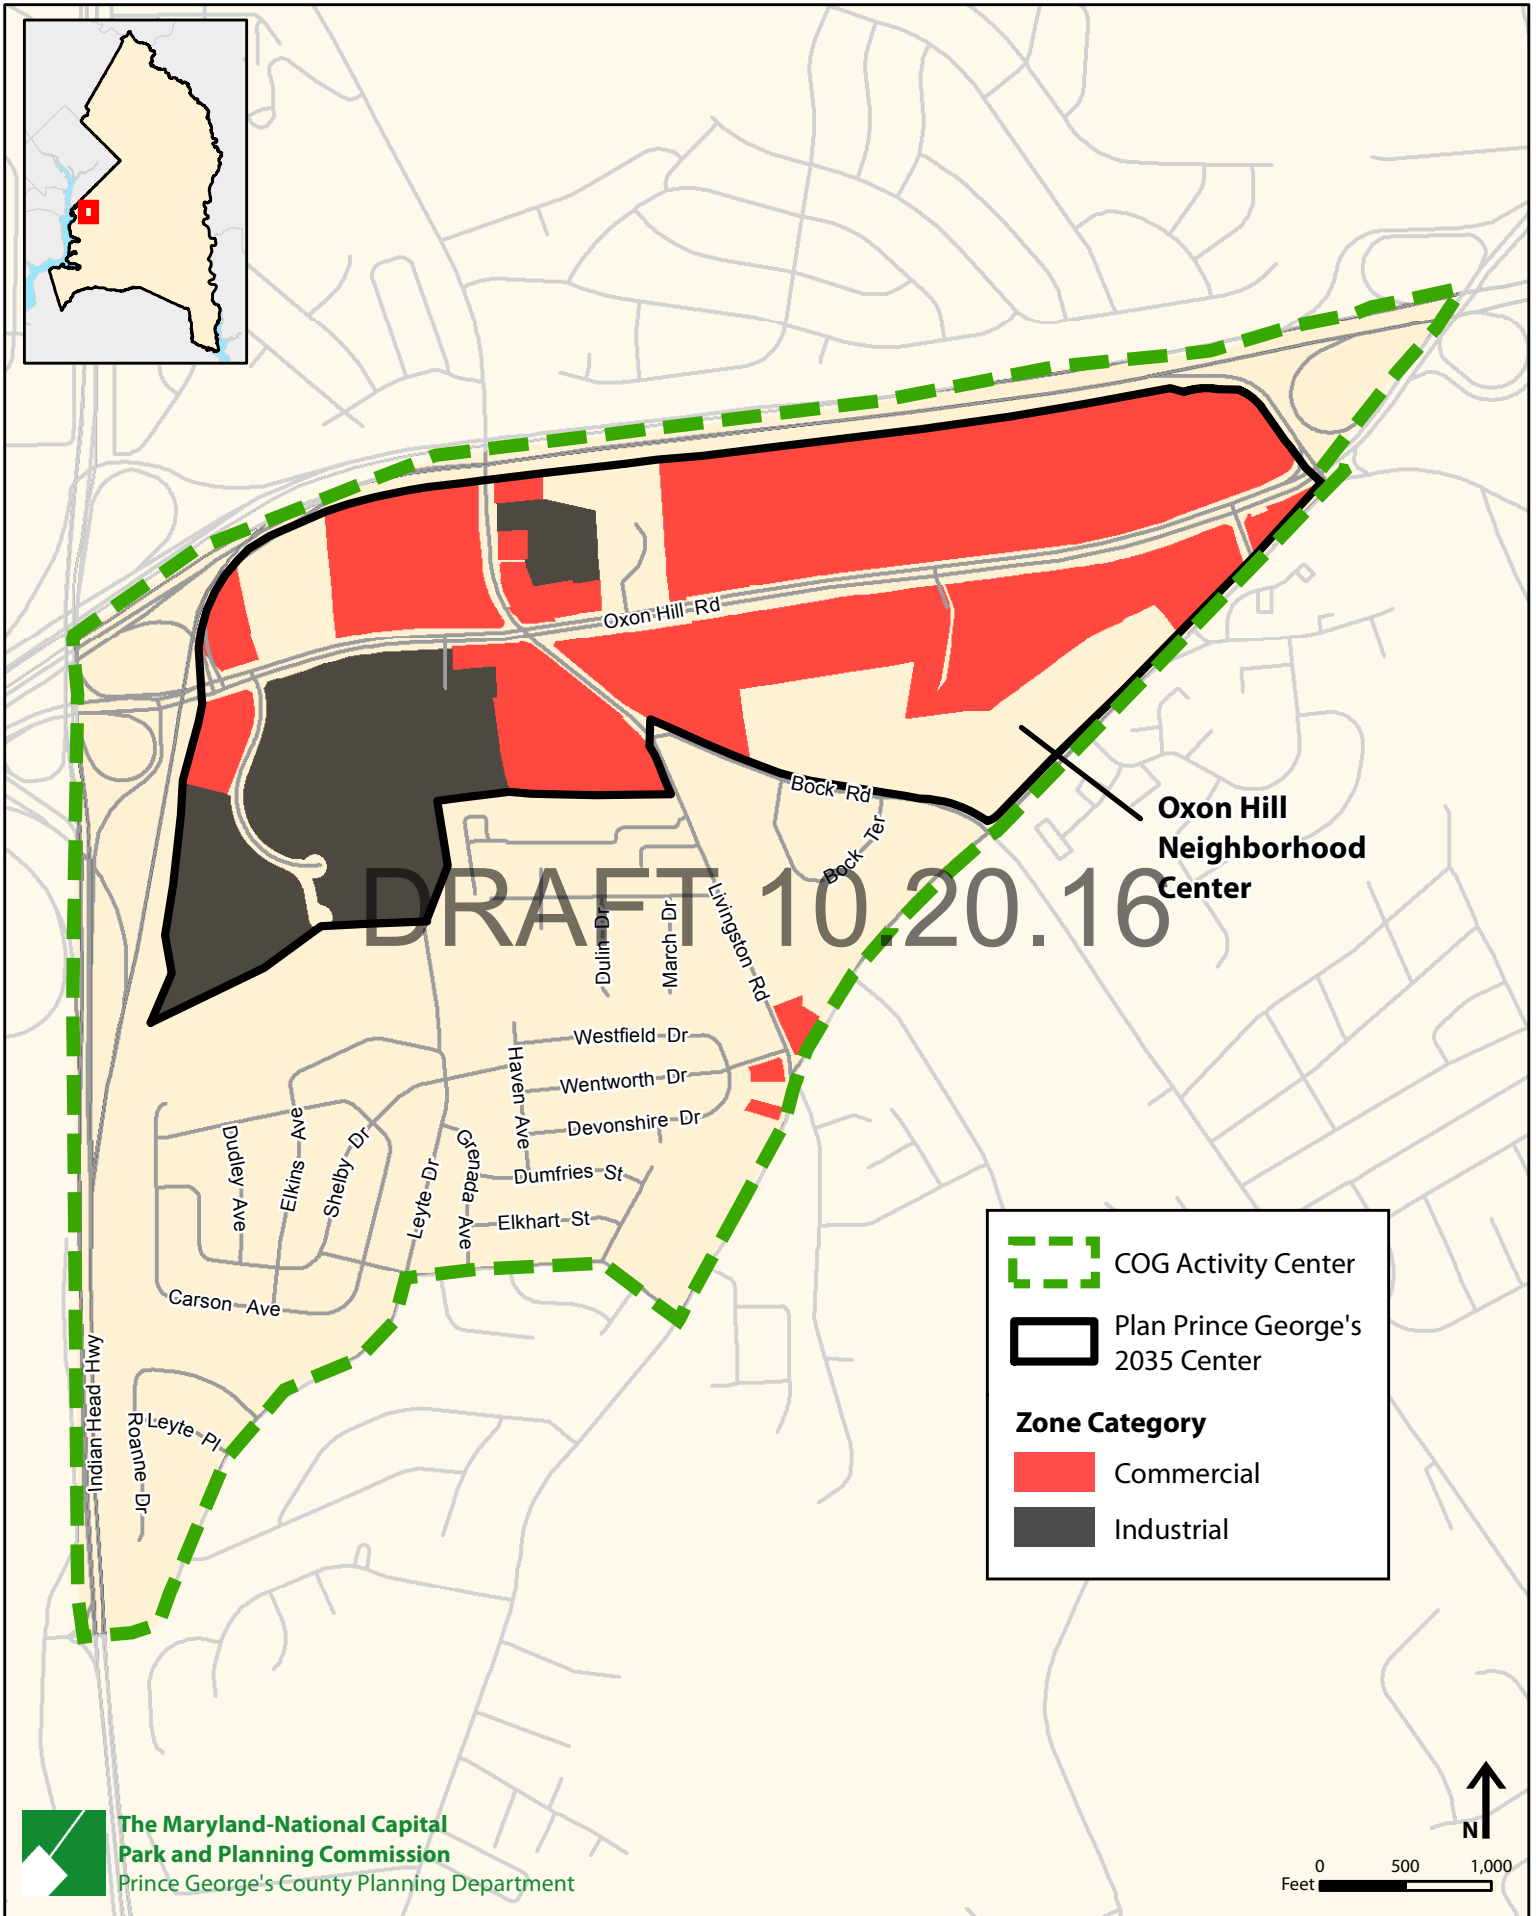 Oxon Hill Rd
Bock Rd
Bock Ter
Oxon Hill
Neighborhood
Center
DRAFT 10.20.16
Livingston Rd
Dulin Dr
March Dr
Westfield Dr
Haven Ave
Wentworth Dr
Devonshire Dr
Dudley Ave
Elkins Ave
Shelby Dr
Leyte Dr
Grenada Ave
Dumfries St
Elkhart St
Carson Ave
Indian Head Hwy
Roanne Dr
Leyte Pl
COG Activity Center
Plan Prince George's
2035 Center
Zone Category
Commercial
Industrial
The Maryland-National Capital
Park and Planning Commission
Prince George's County Planning Department
N
0 500 1,000
Feet